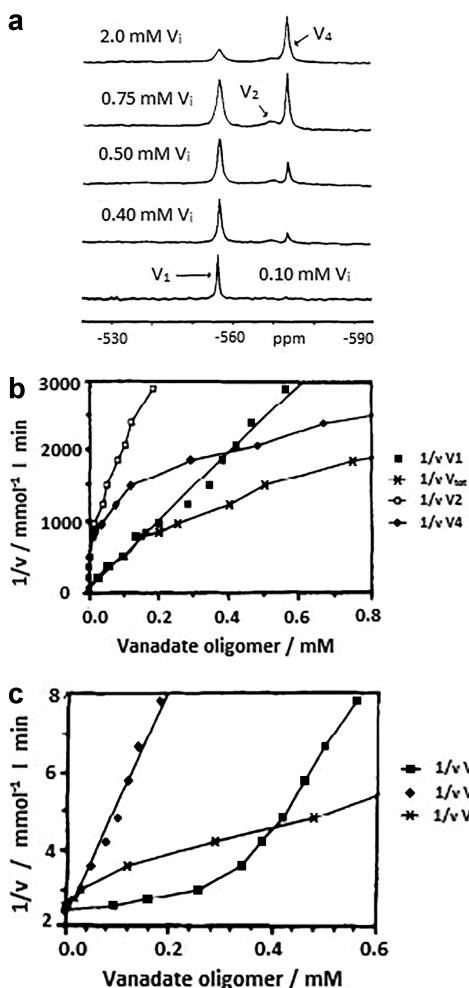 a
2.0 mM Vi
V4
0.75 mM Vi
V2
0.50 mM Vi
0.40 mM Vi
V1
0.10 mM Vi
-530
-560
ppm
-590
b
3000
2000
1000
0
1/v / mmol⁻¹ l min
0.0
0.2
0.4
0.6
0.8
Vanadate oligomer / mM
1/v V1
1/v Vtot
1/v V2
1/v V4
c
8
6
4
2
1/v / mmol⁻¹ l min
0.0
0.2
0.4
0.6
Vanadate oligomer / mM
1/v V
1/v V
1/v V